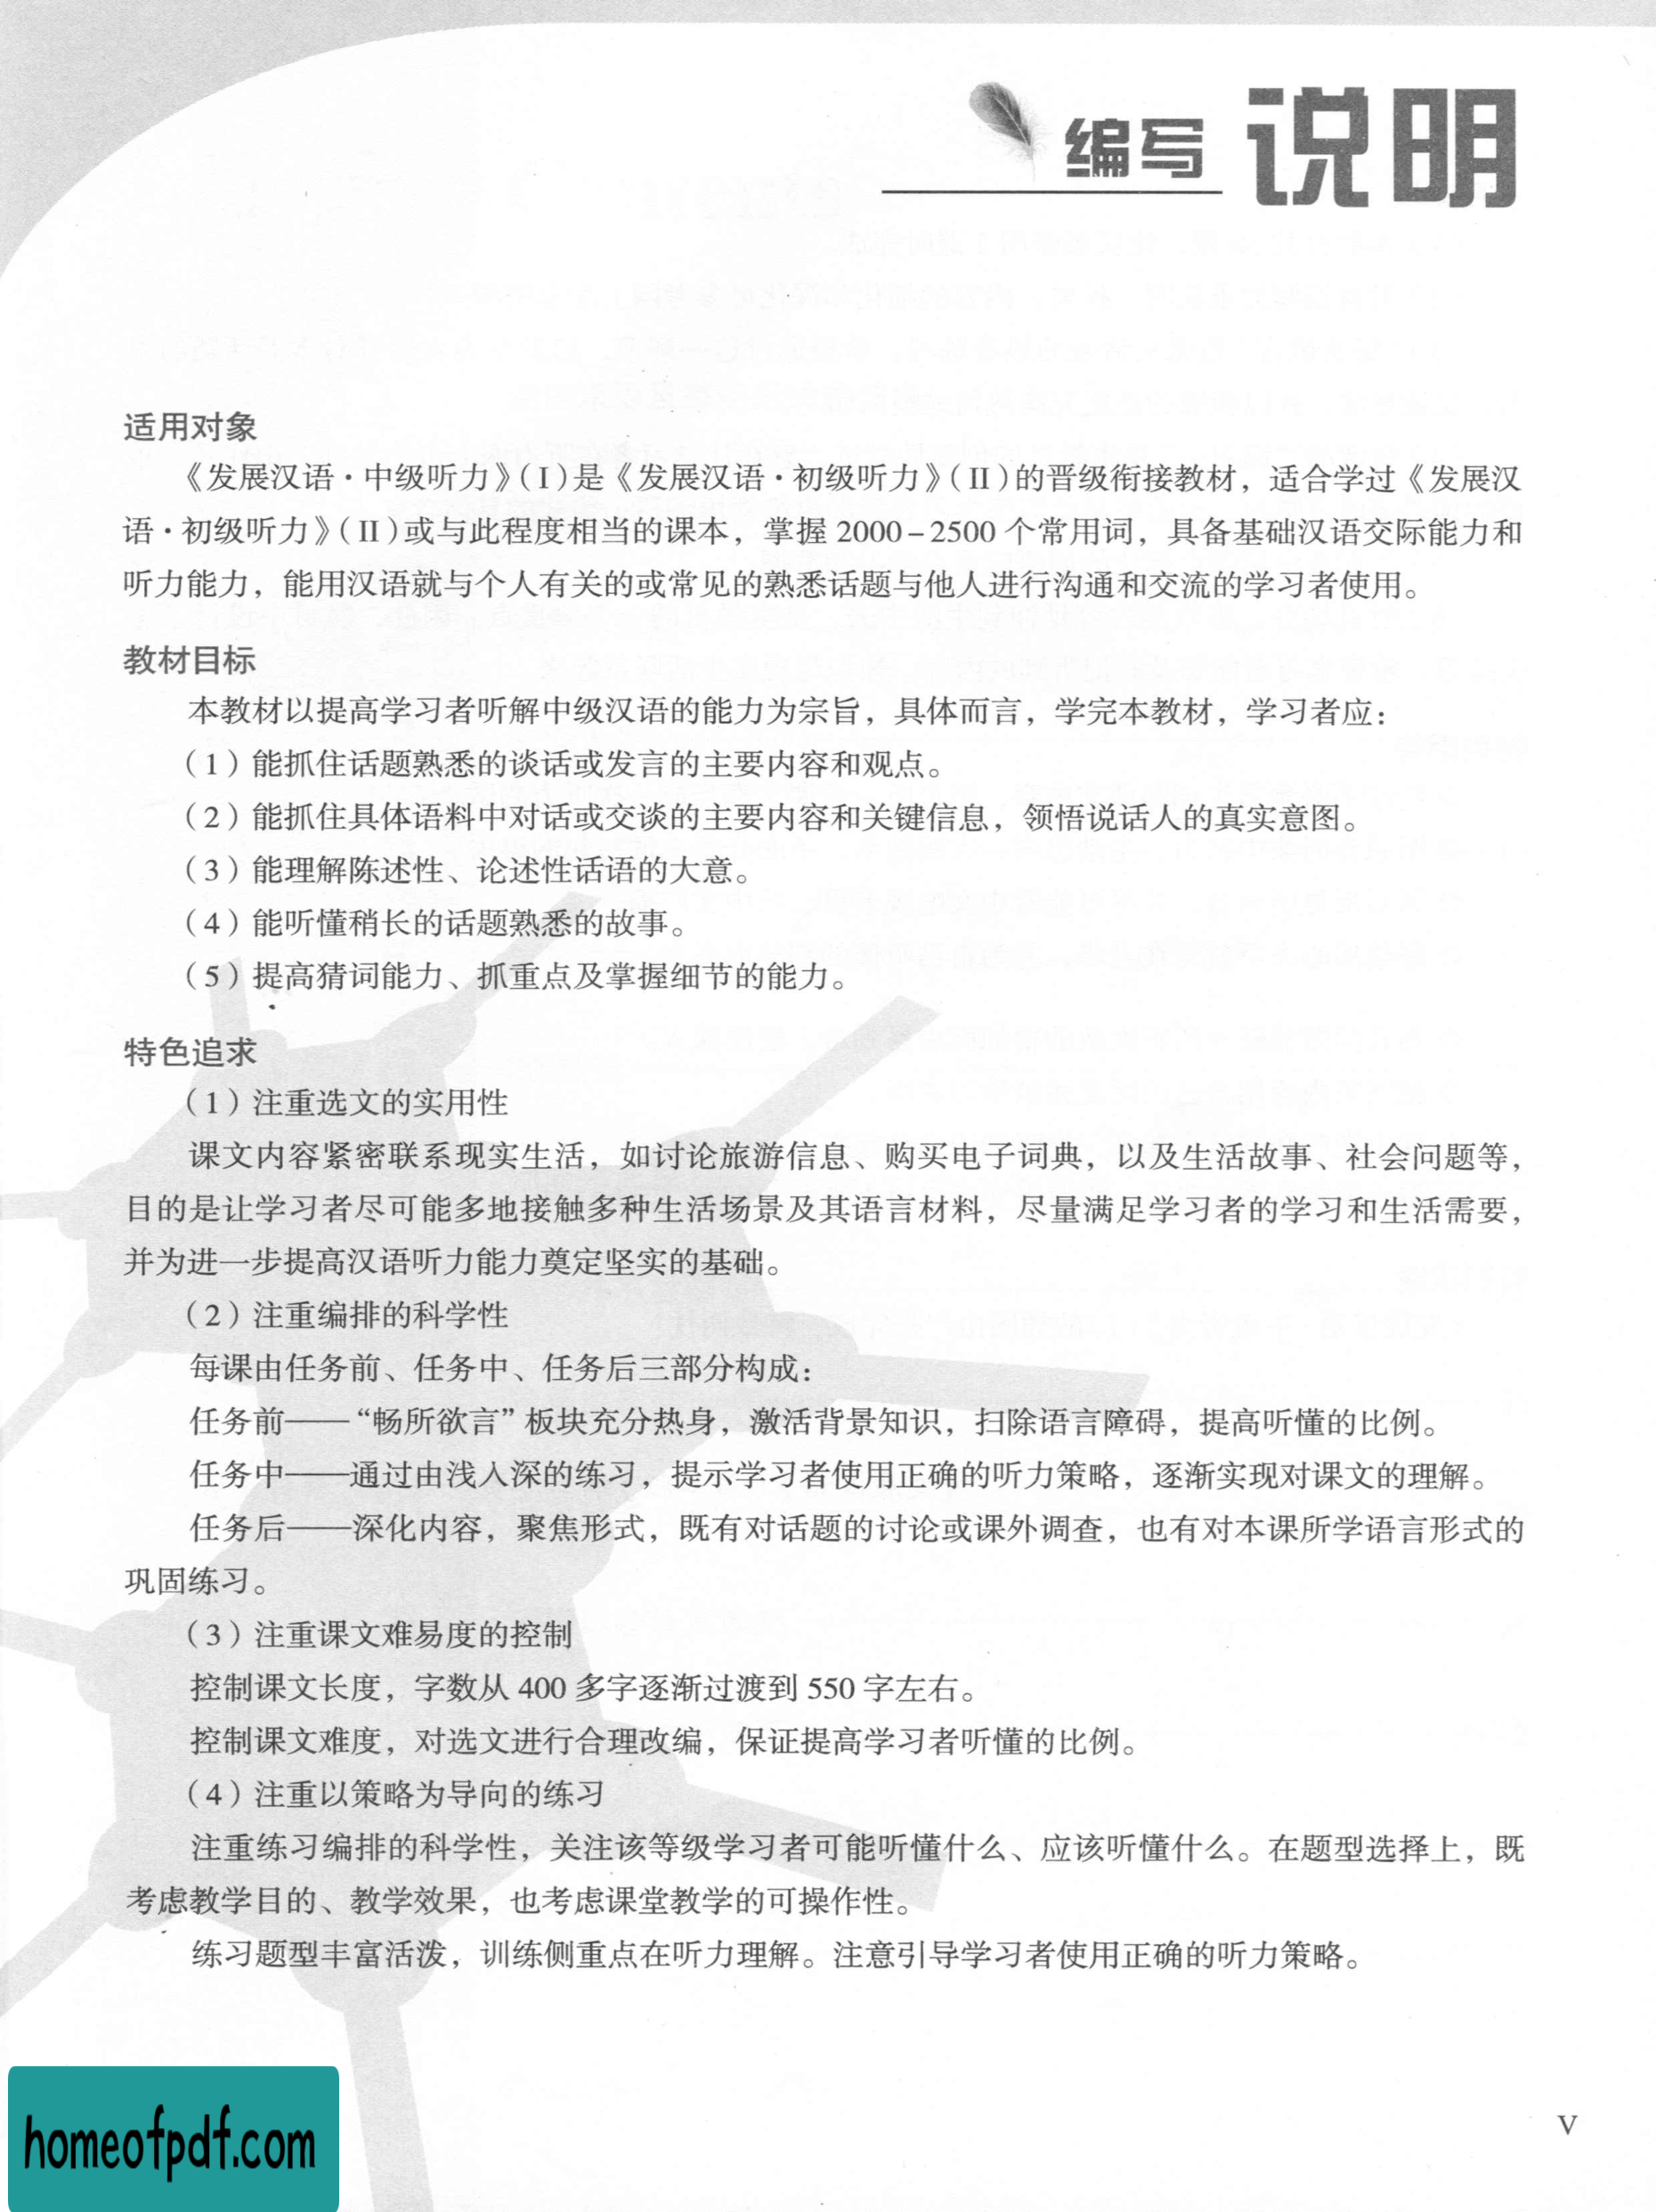 编写 说明
适用对象
《发展汉语·中级听力》(I)是《发展汉语·初级听力》(II)的晋级衔接教材，适合学过《发展汉
语·初级听力》(II)或与此程度相当的课本，掌握 2000–2500 个常用词，具备基础汉语交际能力和
听力能力，能用汉语就与个人有关的或常见的熟悉话题与他人进行沟通和交流的学习者使用。
教材目标
本教材以提高学习者听解中级汉语的能力为宗旨，具体而言，学完本教材，学习者应：
（1）能抓住话题熟悉的谈话或发言的主要内容和观点。
（2）能抓住具体语料中对话或交谈的主要内容和关键信息，领悟说话人的真实意图。
（3）能理解陈述性、论述性话语的大意。
（4）能听懂稍长的话题熟悉的故事。
（5）提高猜词能力、抓重点及掌握细节的能力。
特色追求
（1）注重选文的实用性
课文内容紧密联系现实生活，如讨论旅游信息、购买电子词典，以及生活故事、社会问题等，
目的是让学习者尽可能多地接触多种生活场景及其语言材料，尽量满足学习者的学习和生活需要，
并为进一步提高汉语听力能力奠定坚实的基础。
（2）注重编排的科学性
每课由任务前、任务中、任务后三部分构成：
任务前——“畅所欲言”板块充分热身，激活背景知识，扫除语言障碍，提高听懂的比例。
任务中——通过由浅入深的练习，提示学习者使用正确的听力策略，逐渐实现对课文的理解。
任务后——深化内容，聚焦形式，既有对话题的讨论或课外调查，也有对本课所学语言形式的
巩固练习。
（3）注重课文难易度的控制
控制课文长度，字数从 400 多字逐渐过渡到 550 字左右。
控制课文难度，对选文进行合理改编，保证提高学习者听懂的比例。
（4）注重以策略为导向的练习
注重练习编排的科学性，关注该等级学习者可能听懂什么、应该听懂什么。在题型选择上，既
考虑教学目的、教学效果，也考虑课堂教学的可操作性。
练习题型丰富活泼，训练侧重点在听力理解。注意引导学习者使用正确的听力策略。
V
homeofpdf.com